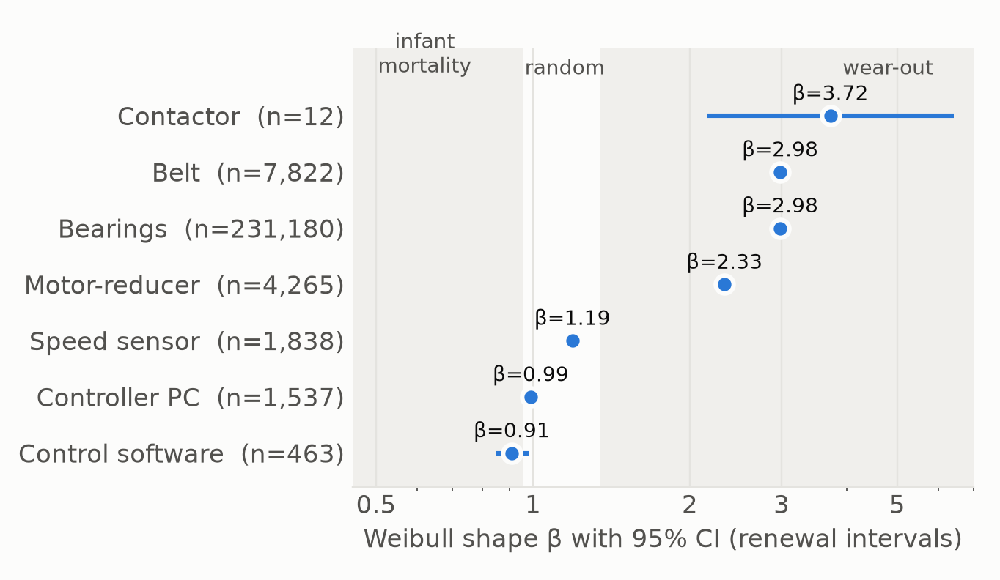 infant
mortality
random
wear-out
β=3.72
Contactor (n=12)
β=2.98
Belt (n=7,822)
β=2.98
Bearings (n=231,180)
β=2.33
Motor-reducer (n=4,265)
β=1.19
Speed sensor (n=1,838)
β=0.99
Controller PC (n=1,537)
β=0.91
Control software (n=463)
0.5 1 2 3 5
Weibull shape β with 95% CI (renewal intervals)